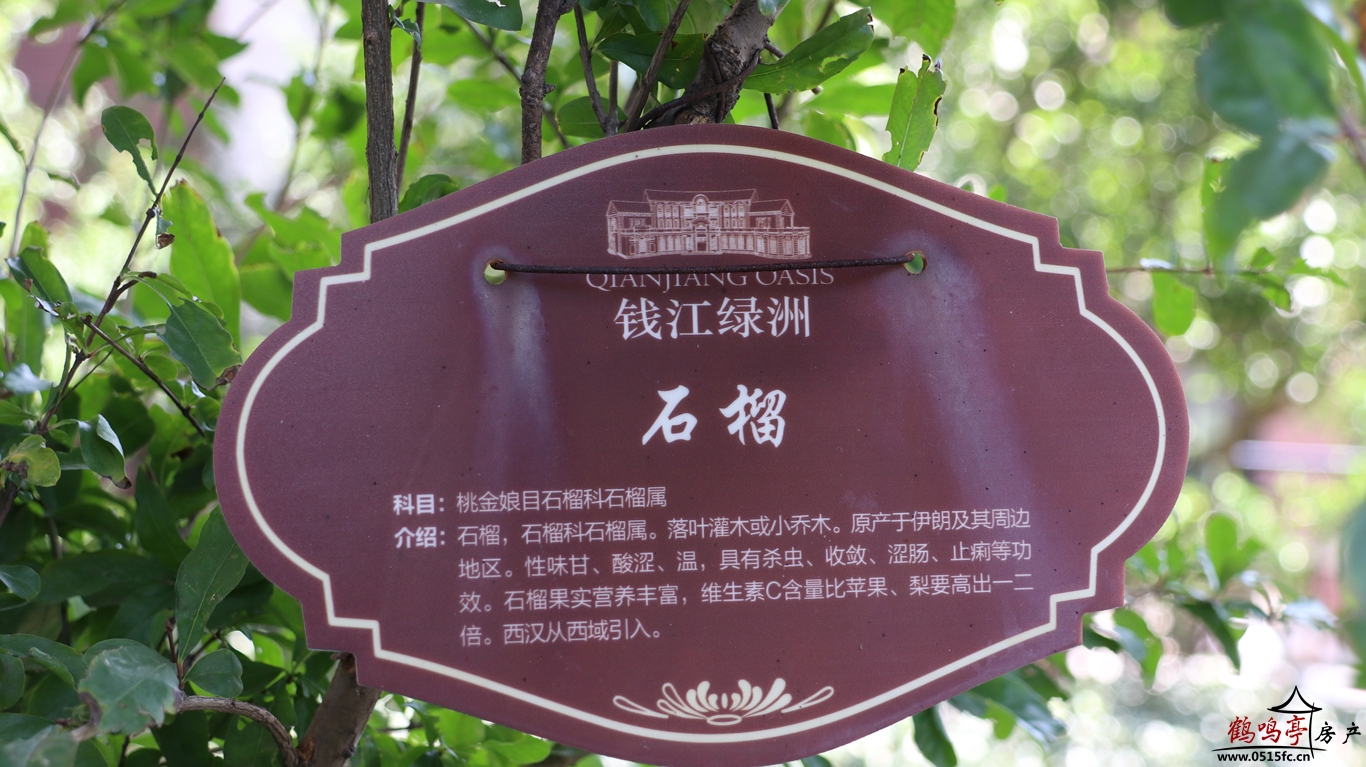 QIANJIANG OASIS
钱江绿洲
石榴
科目：桃金娘目石榴科石榴属
介绍：石榴，石榴科石榴属。落叶灌木或小乔木。原产于伊朗及其周边
地区。性味甘、酸涩、温，具有杀虫、收敛、涩肠、止痢等功
效。石榴果实营养丰富，维生素C含量比苹果、梨要高出一二
倍。西汉从西域引入。
鹤鸣亭房产
www.0515fc.cn